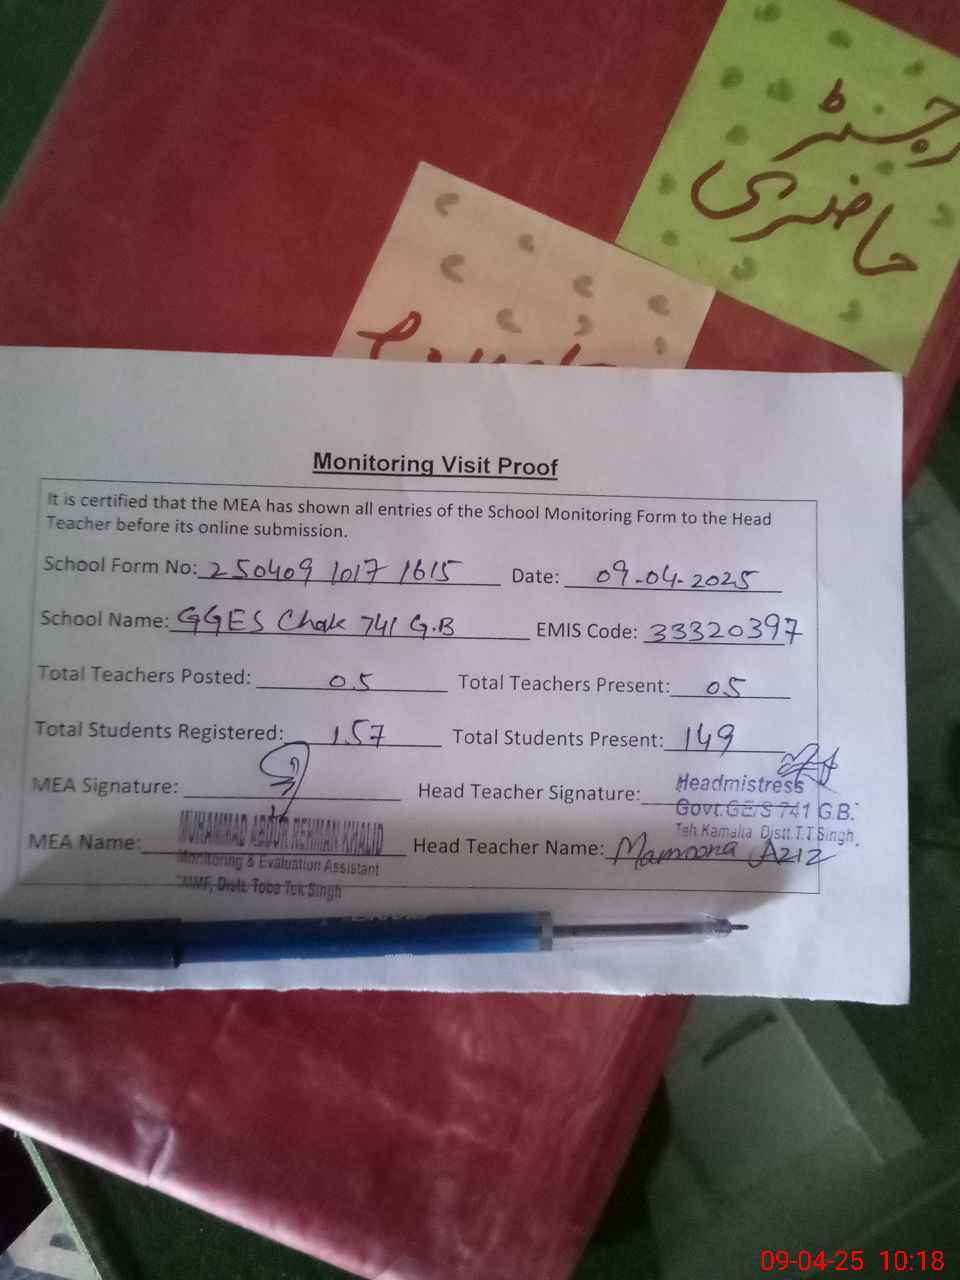 رجسٹر
حاضری
Monitoring Visit Proof
It is certified that the MEA has shown all entries of the School Monitoring Form to the Head
Teacher before its online submission.
School Form No: 250409 1017 1615 Date: 09-04-2025
School Name: GGES Chak 741 G.B EMIS Code: 33320397
Total Teachers Posted: 05 Total Teachers Present: 05
Total Students Registered: 157 Total Students Present: 149
MEA Signature: Head Teacher Signature:
Headmistress
Govt.GE/S 741 G.B.
Teh.Kamalia Distt.T.T Singh.
MEA Name: MUHAMMAD ABDUR REHMAN KHALID Head Teacher Name: Mamoona Aziz
Monitoring & Evaluation Assistant
Distt. Toba Tek Singh
09-04-25 10:18